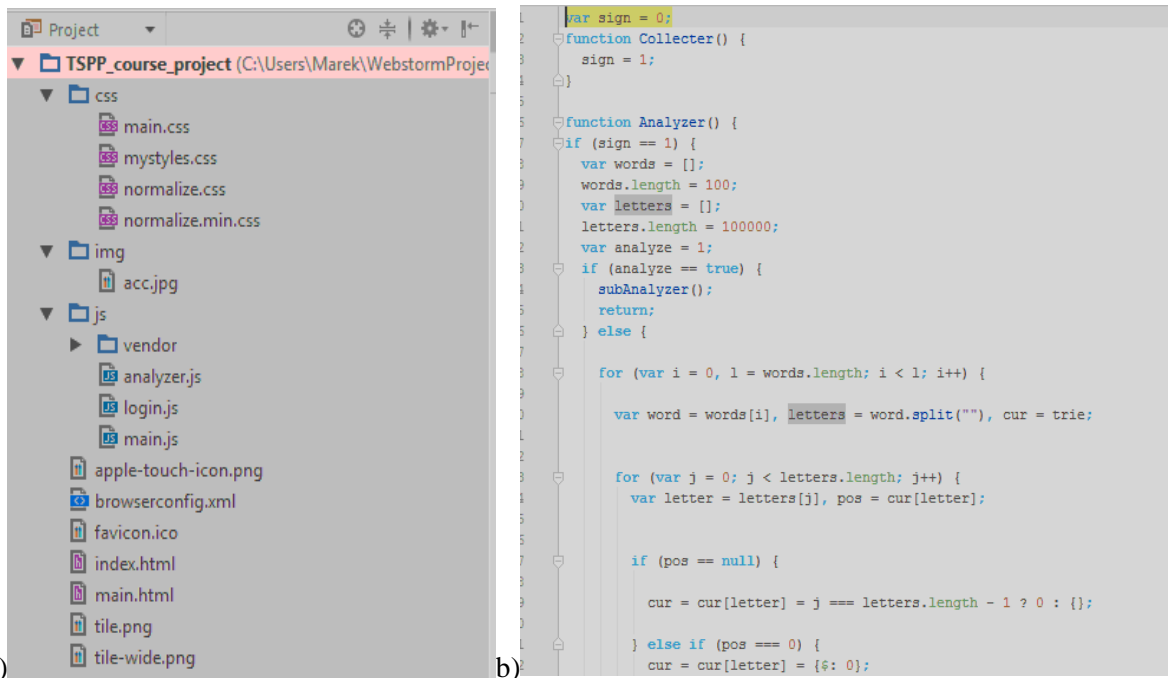 Project
TSPP_course_project (C:\Users\Marek\WebstormProjec
css
main.css
mystyles.css
normalize.css
normalize.min.css
img
acc.jpg
js
vendor
analyzer.js
login.js
main.js
apple-touch-icon.png
browserconfig.xml
favicon.ico
index.html
main.html
tile.png
tile-wide.png
)
b)
var sign = 0;
function Collecter() {
sign = 1;
}
function Analyzer() {
if (sign == 1) {
var words = [];
words.length = 100;
var letters = [];
letters.length = 100000;
var analyze = 1;
if (analyze == true) {
subAnalyzer();
return;
} else {
for (var i = 0, l = words.length; i < l; i++) {
var word = words[i], letters = word.split(""), cur = trie;
for (var j = 0; j < letters.length; j++) {
var letter = letters[j], pos = cur[letter];
if (pos == null) {
cur = cur[letter] = j === letters.length - 1 ? 0 : {};
} else if (pos === 0) {
cur = cur[letter] = {$: 0};